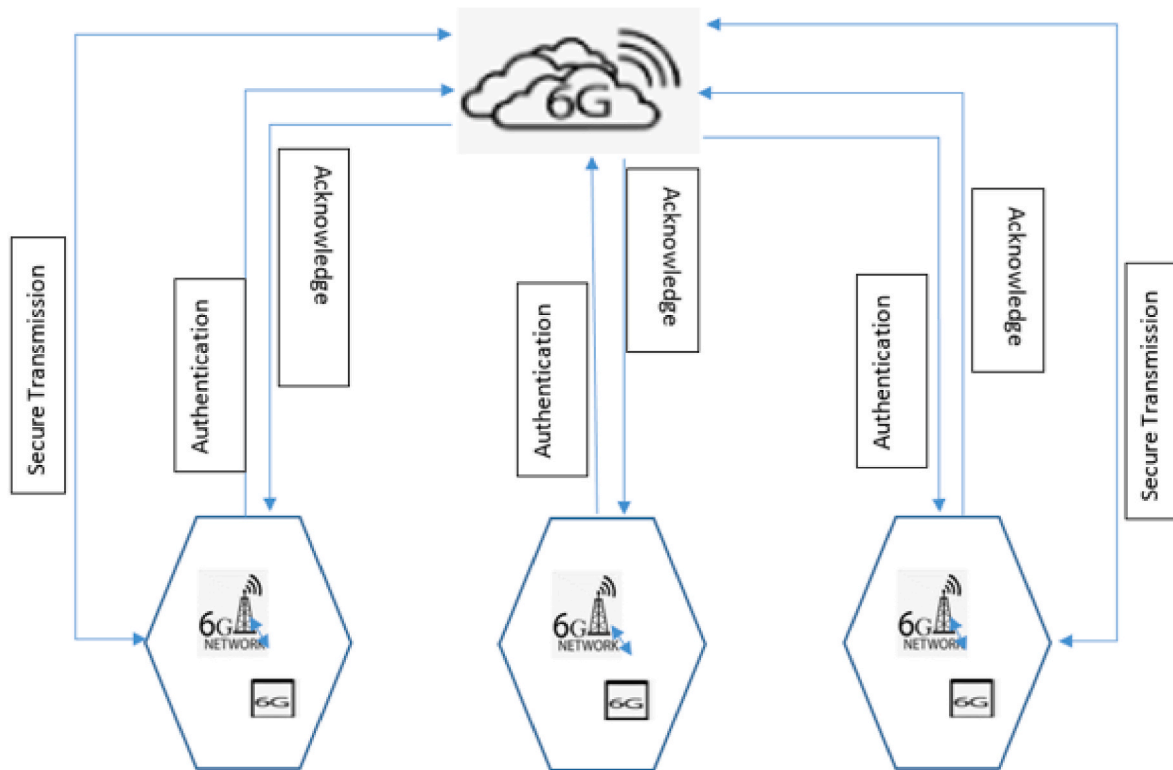 6G
Secure Transmission
Authentication
Acknowledge
Authentication
Acknowledge
Authentication
Acknowledge
Secure Transmission
6G
NETWORK
6G
6G
NETWORK
6G
6G
NETWORK
6G